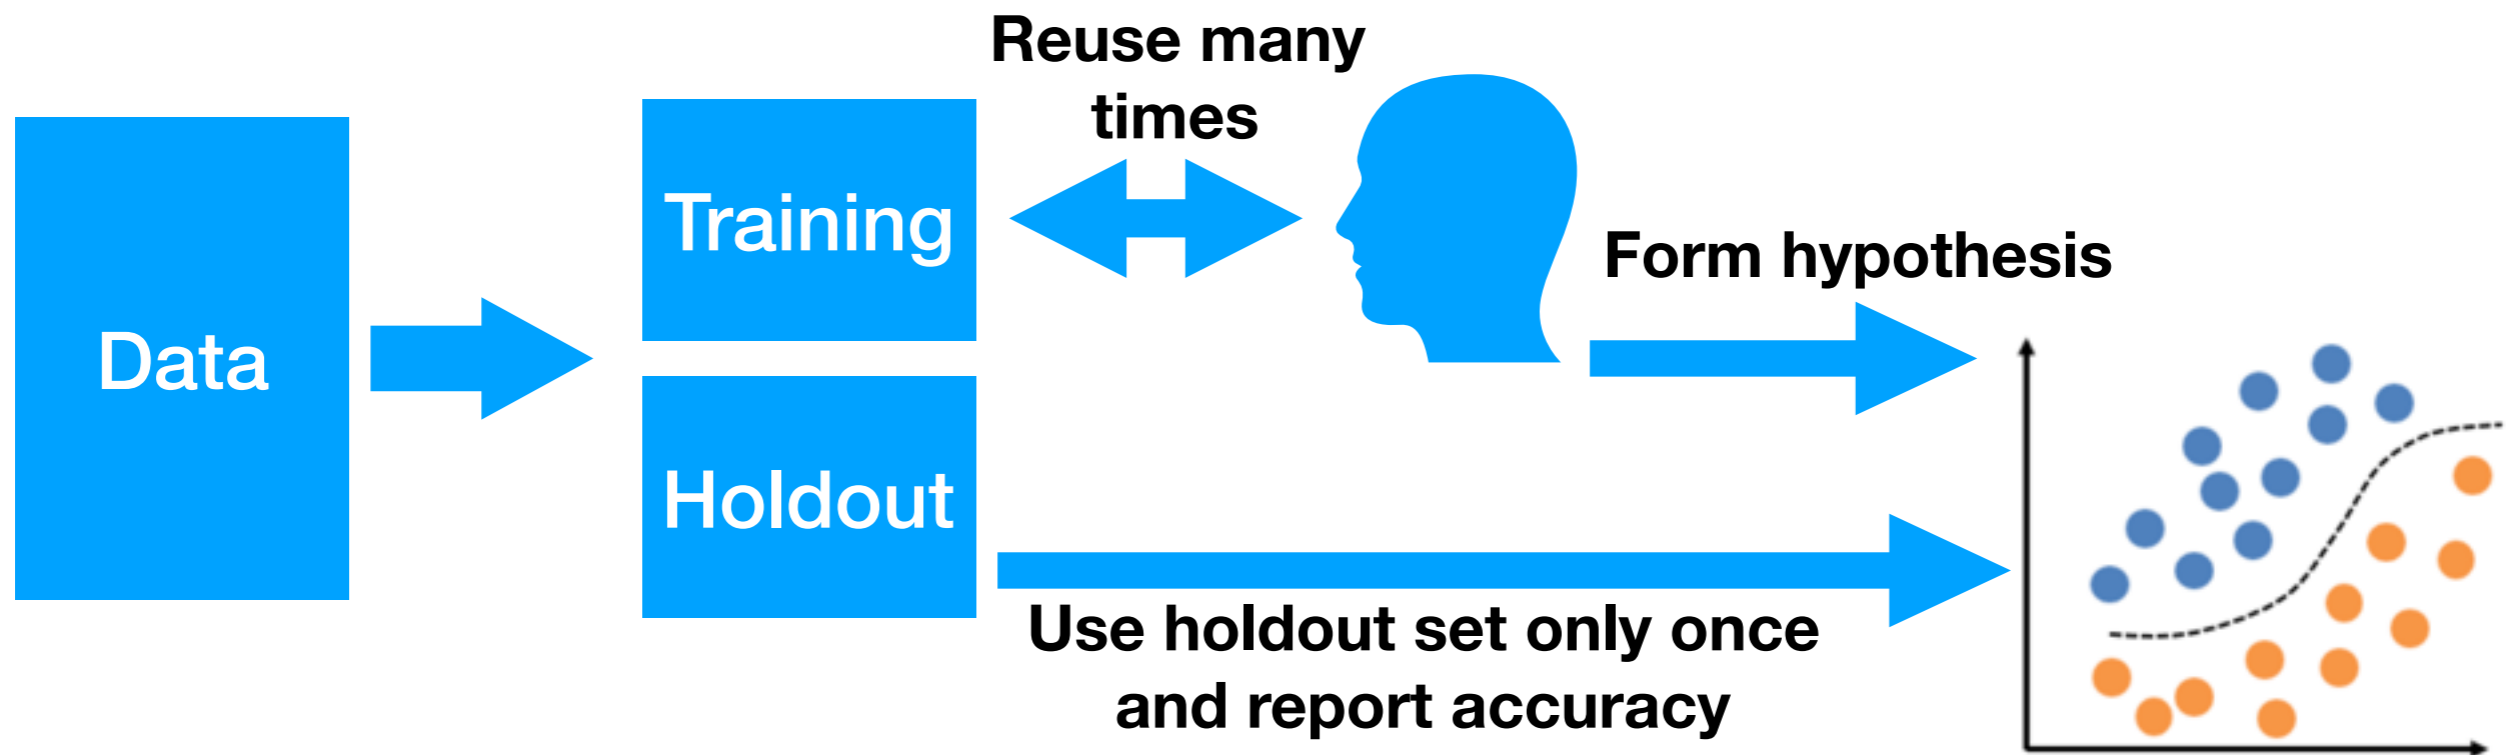 Data
Training
Holdout
Reuse many
times
Form hypothesis
Use holdout set only once
and report accuracy